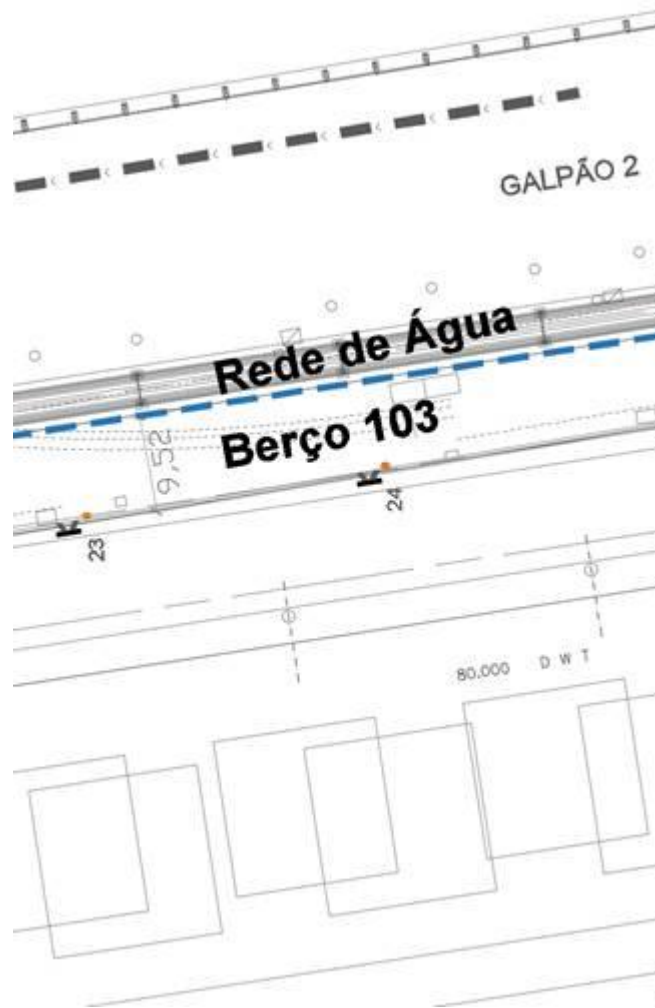 GALPÃO 2
Rede de Água
Berço 103
9,52
24
23
80.000 D W T